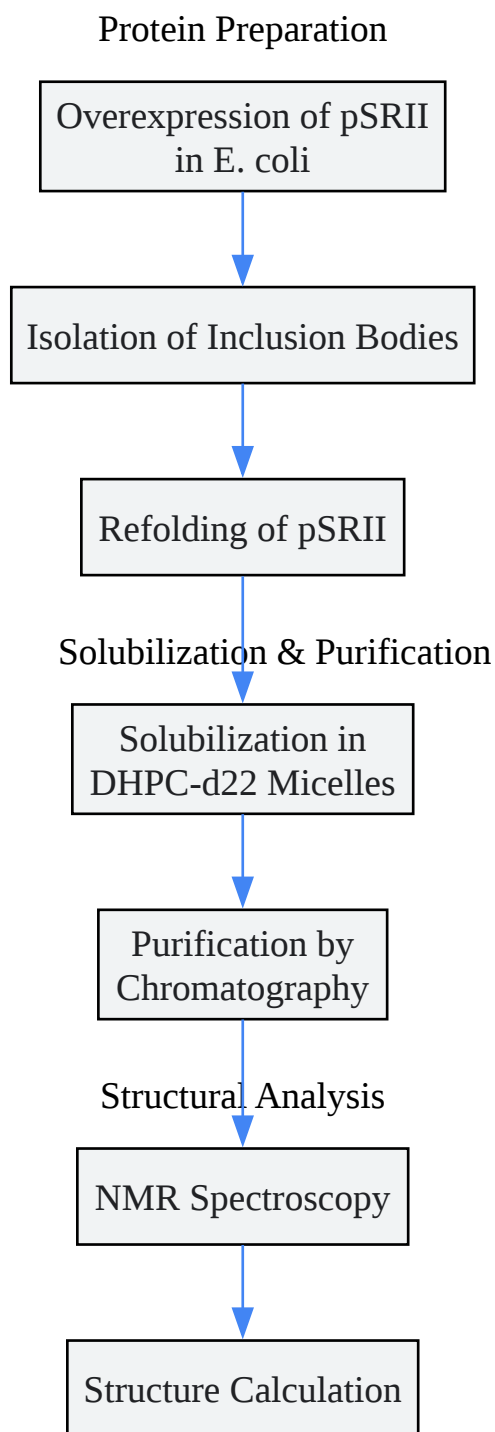 Protein Preparation
Overexpression of pSRII
in E. coli
Isolation of Inclusion Bodies
Refolding of pSRII
Solubilization & Purification
Solubilization in
DHPC-d22 Micelles
Purification by
Chromatography
Structural Analysis
NMR Spectroscopy
Structure Calculation